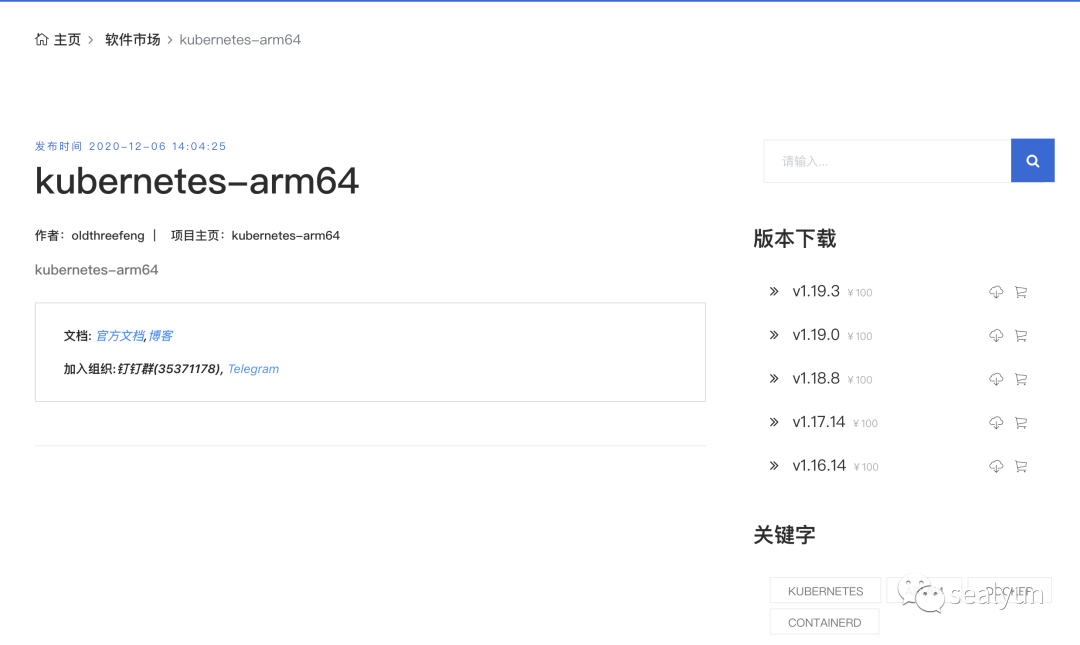 主页 > 软件市场 > kubernetes-arm64
发布时间 2020-12-06 14:04:25
kubernetes-arm64
作者：oldthreefeng | 项目主页：kubernetes-arm64
kubernetes-arm64
文档: 官方文档,博客
加入组织:钉钉群(35371178), Telegram
请输入...
版本下载
v1.19.3 ¥100
v1.19.0 ¥100
v1.18.8 ¥100
v1.17.14 ¥100
v1.16.14 ¥100
关键字
KUBERNETES
DOCKER
CONTAINERD
sealyun